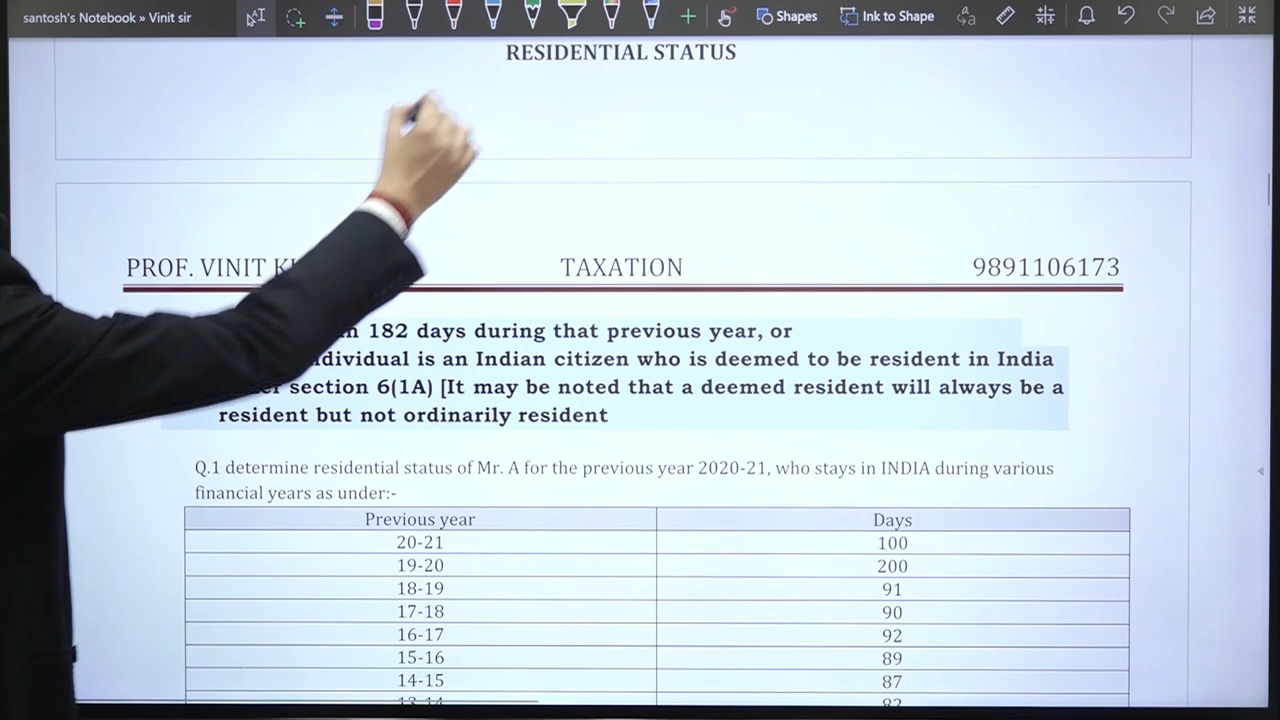 santosh's Notebook » Vinit sir
Shapes
Ink to Shape
RESIDENTIAL STATUS
PROF. VINIT
TAXATION
9891106173
182 days during that previous year, or
is an Indian citizen who is deemed to be resident in India
section 6(1A) [It may be noted that a deemed resident will always be a
resident but not ordinarily resident
Q.1 determine residential status of Mr. A for the previous year 2020-21, who stays in INDIA during various
financial years as under:-
Previous year Days
20-21 100
19-20 200
18-19 91
17-18 90
16-17 92
15-16 89
14-15 87